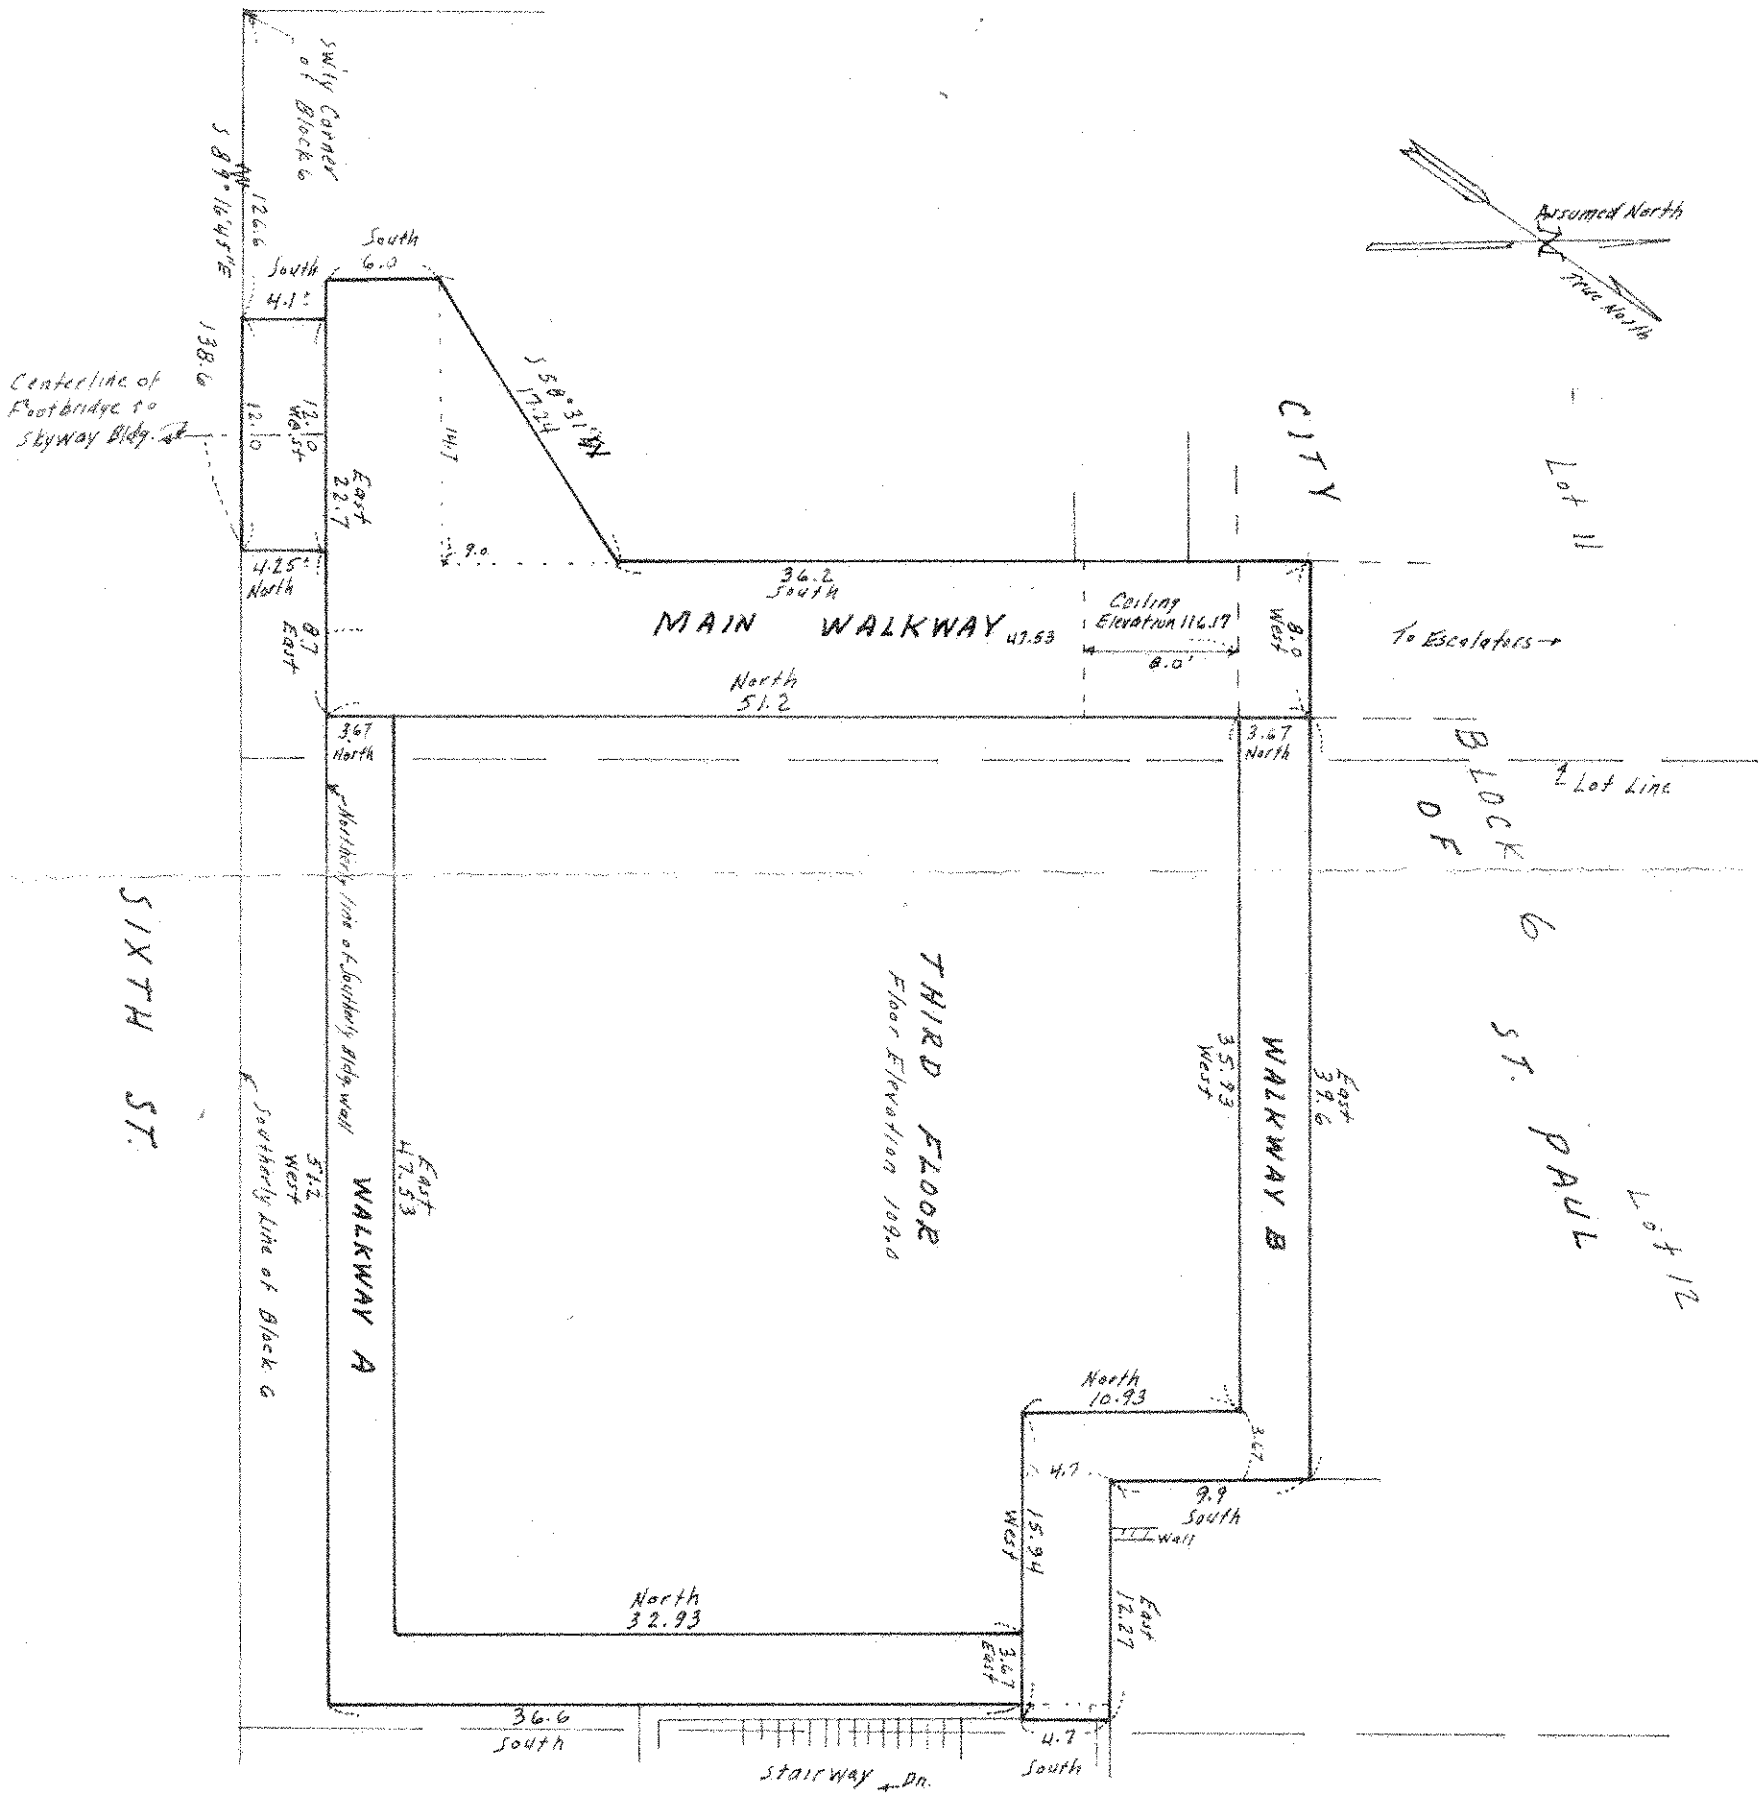 SW'ly Corner
of Block 6
126.6
S 89° 16' 45" E
138.6
South
6.0
South
4.1±
Assumed North
True North
Centerline of
Footbridge to
Skyway Bldg.
12.10
12.10
West
14.7
S 58° 31' W
17.24
East
22.7
9.0
4.25±
North
8.7
East
36.2
South
MAIN WALKWAY 47.53
Ceiling
Elevation 116.17
8.0'
8.0
West
To Escalators →
North
51.2
3.67
North
3.67
North
Lot Line
CITY
OF
ST. PAUL
BLOCK 6
Lot 11
Lot 12
SIXTH ST.
Northerly line of Southerly Bldg. wall
Southerly Line of Block 6
51.2
West
WALKWAY A
East
47.53
THIRD FLOOR
Floor Elevation 109.0
35.93
West
WALKWAY B
East
39.6
North
10.93
3.67
4.7
9.9
South
Wall
15.94
West
East
12.27
North
32.93
3.67
East
36.6
South
4.7
South
Stairway ← Dn.